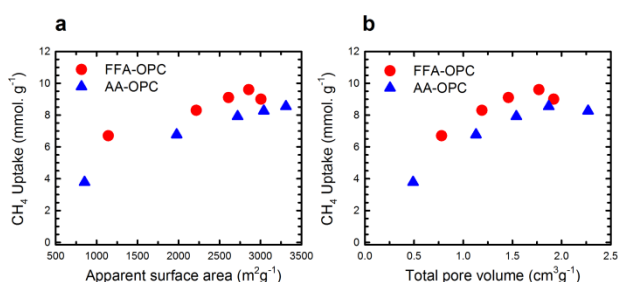 a
12
10
8
6
4
2
0
CH₄ Uptake (mmol. g⁻¹)
FFA-OPC
AA-OPC
500 1000 1500 2000 2500 3000 3500
Apparent surface area (m²g⁻¹)
b
12
10
8
6
4
2
0
CH₄ Uptake (mmol. g⁻¹)
FFA-OPC
AA-OPC
0.0 0.5 1.0 1.5 2.0 2.5
Total pore volume (cm³g⁻¹)